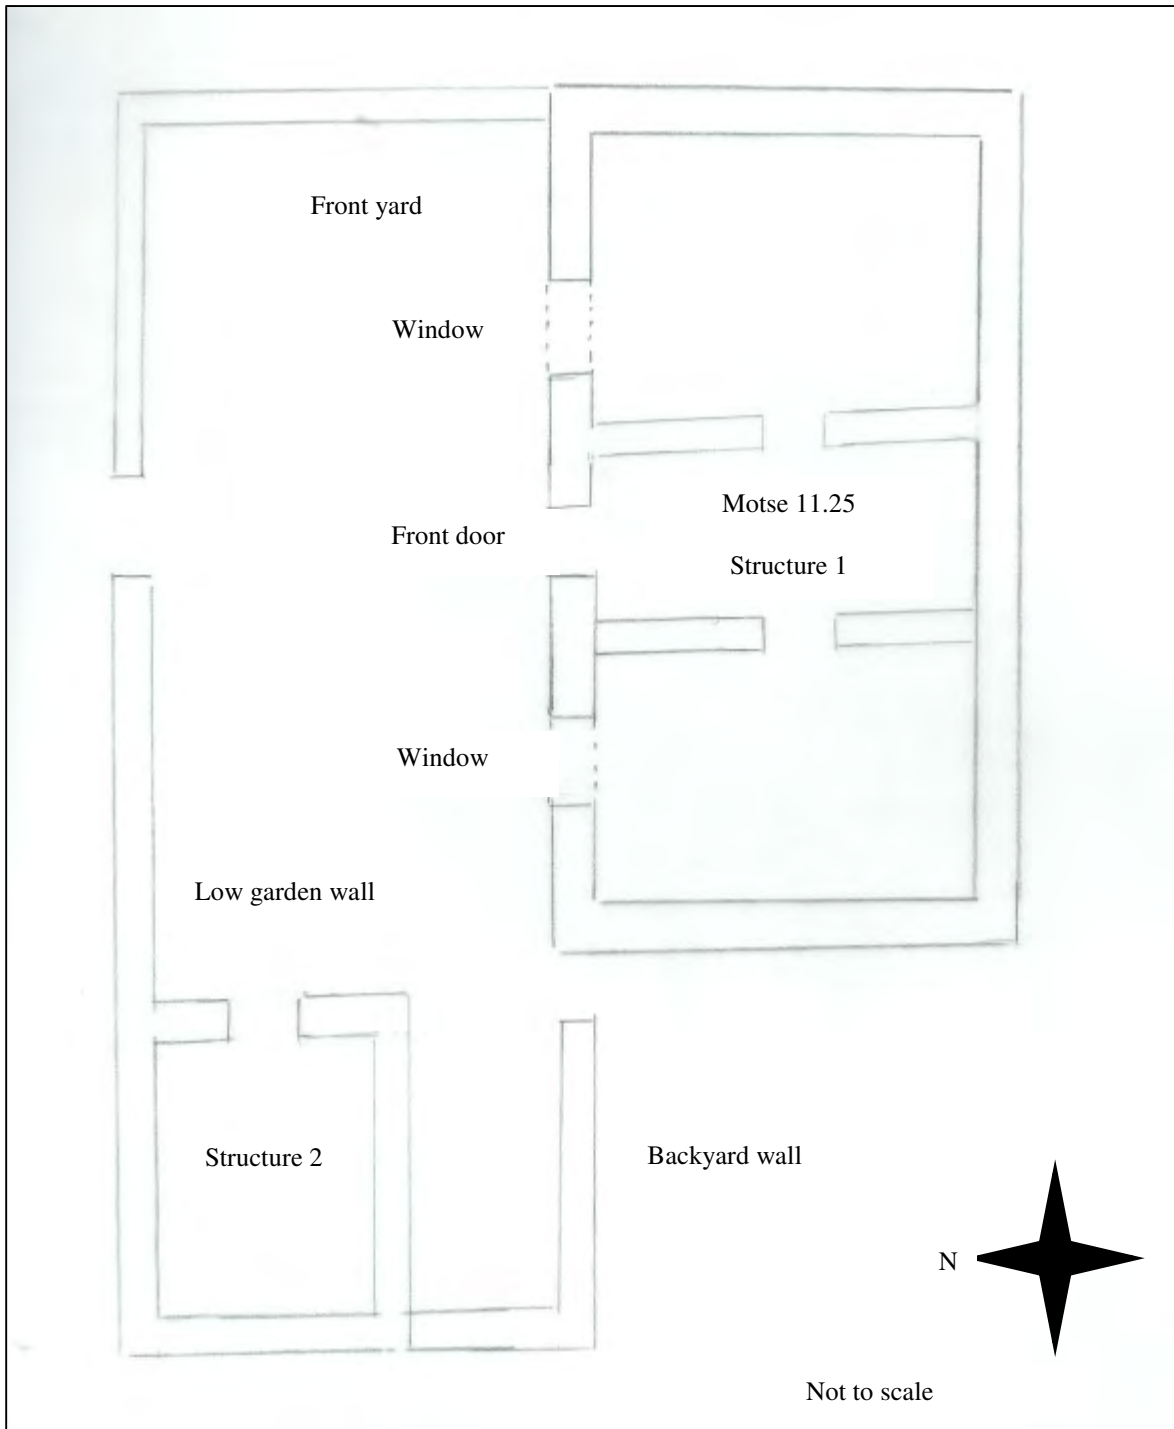 Front yard
Window
Motse 11.25
Front door
Structure 1
Window
Low garden wall
Structure 2
Backyard wall
N
Not to scale